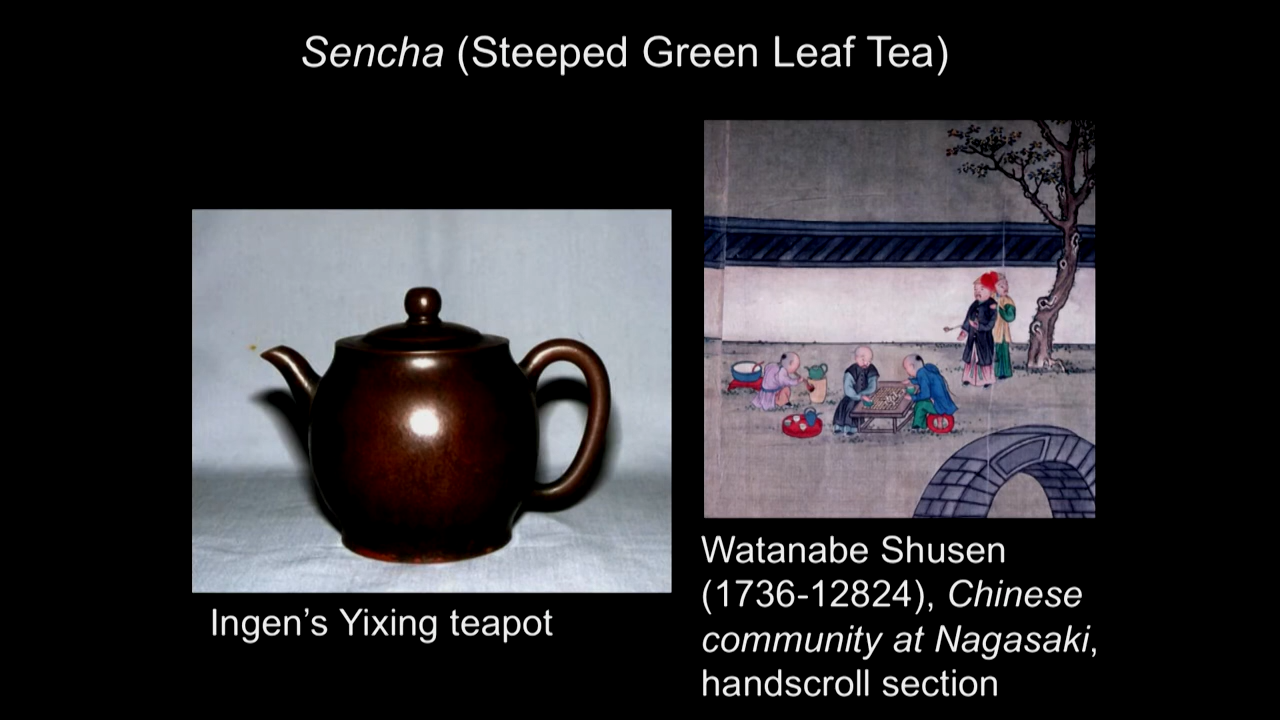 Sencha (Steeped Green Leaf Tea)
Ingen’s Yixing teapot
Watanabe Shusen
(1736-12824), Chinese
community at Nagasaki,
handscroll section